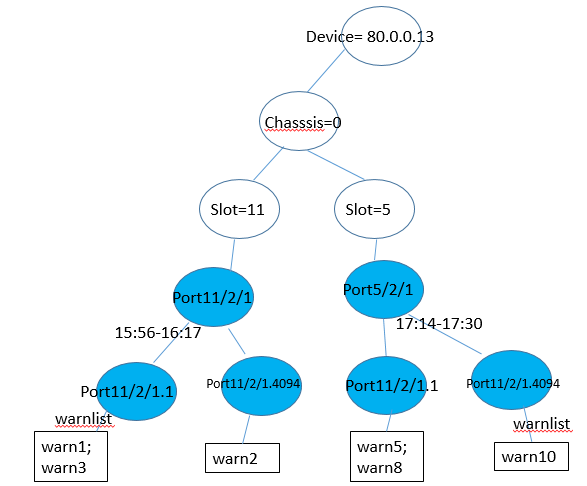 Device= 80.0.0.13
Chasssis=0
Slot=11
Slot=5
Port11/2/1
Port5/2/1
15:56-16:17
17:14-17:30
Port11/2/1.1
Port11/2/1.4094
Port11/2/1.1
Port11/2/1.4094
warnlist
warnlist
warn1;
warn3
warn2
warn5;
warn8
warn10